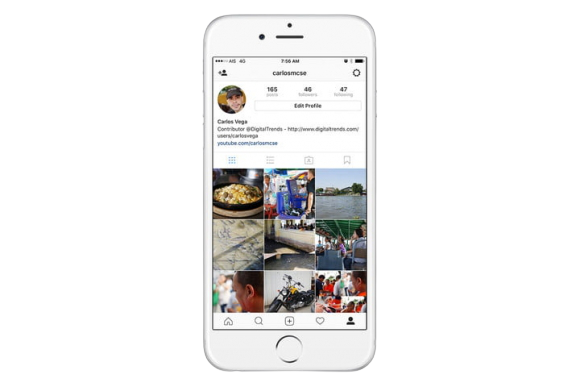 AIS 4G 7:56 AM
carlosmcse
165 46 47
posts followers following
Edit Profile
Carlos Vega
Contributor @DigitalTrends - http://www.digitaltrends.com/
users/carlosvega
youtube.com/carlosmcse